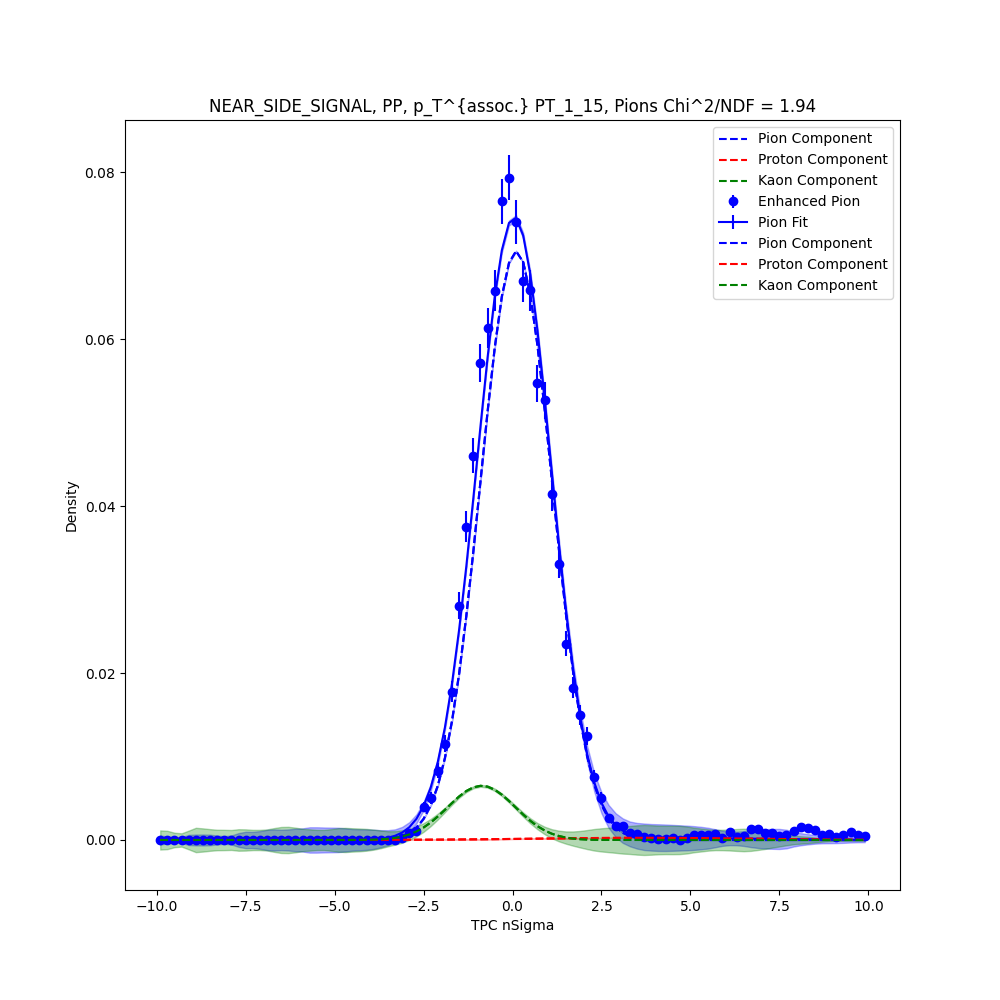 NEAR_SIDE_SIGNAL, PP, p_T^{assoc.} PT_1_15, Pions Chi^2/NDF = 1.94
Pion Component
Proton Component
Kaon Component
Enhanced Pion
Pion Fit
Pion Component
Proton Component
Kaon Component
0.08
0.06
0.04
0.02
0.00
Density
−10.0 −7.5 −5.0 −2.5 0.0 2.5 5.0 7.5 10.0
TPC nSigma